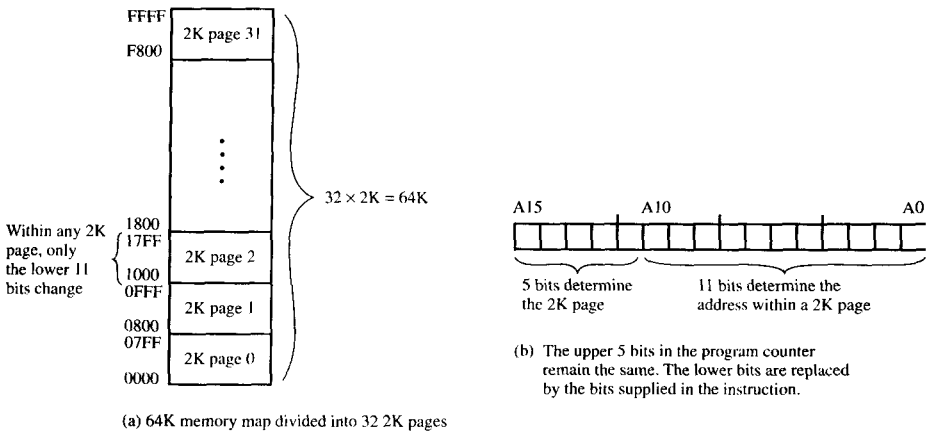 FFFF
2K page 31
F800
32 × 2K = 64K
Within any 2K
page, only
the lower 11
bits change
1800
17FF
2K page 2
1000
0FFF
2K page 1
0800
07FF
2K page 0
0000
(a) 64K memory map divided into 32 2K pages
A15 A10 A0
5 bits determine
the 2K page
11 bits determine the
address within a 2K page
(b) The upper 5 bits in the program counter
remain the same. The lower bits are replaced
by the bits supplied in the instruction.